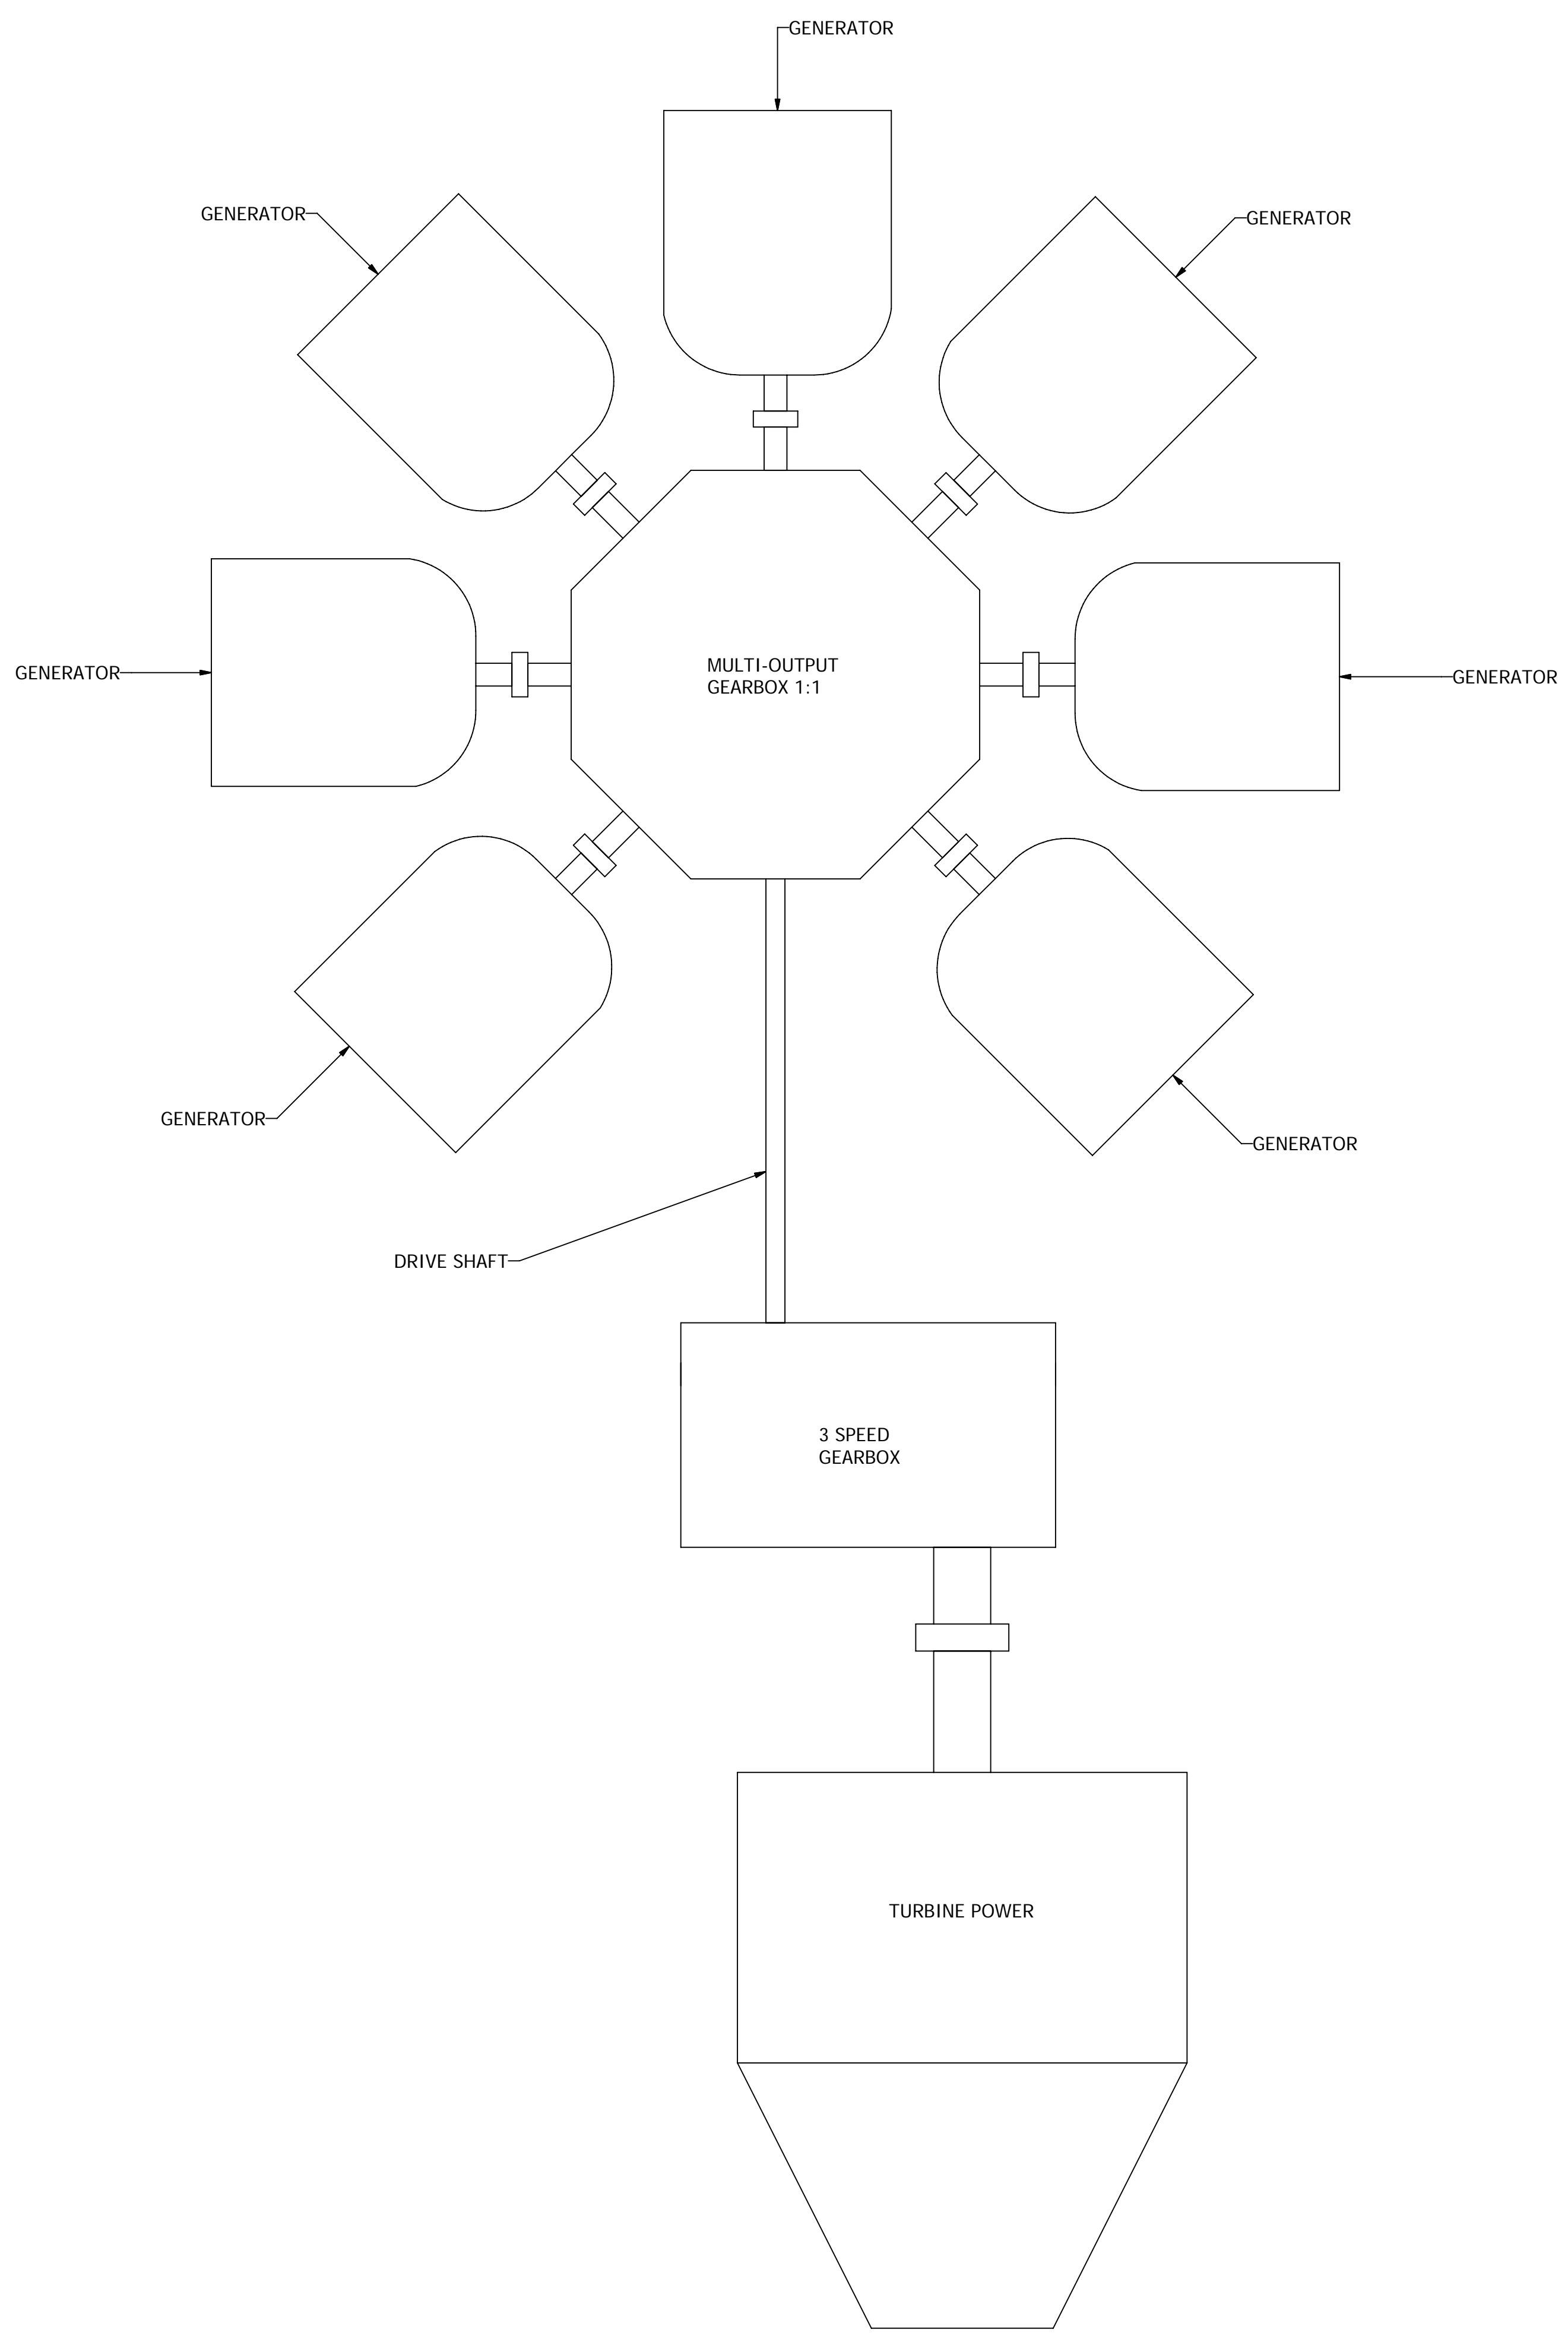 GENERATOR
GENERATOR
GENERATOR
MULTI-OUTPUT
GEARBOX 1:1
GENERATOR
GENERATOR
GENERATOR
GENERATOR
DRIVE SHAFT
3 SPEED
GEARBOX
TURBINE POWER